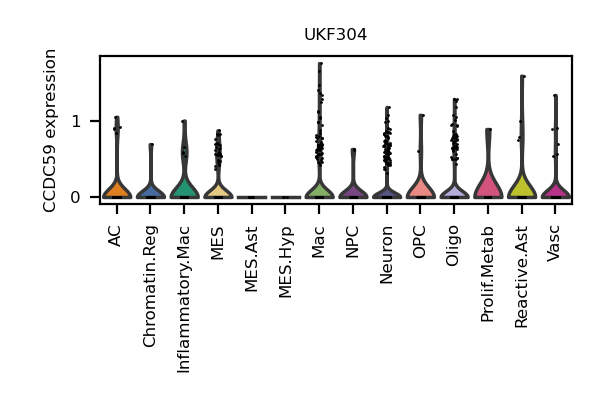 UKF304
CCDC59 expression
1
0
AC
Chromatin.Reg
Inflammatory.Mac
MES
MES.Ast
MES.Hyp
Mac
NPC
Neuron
OPC
Oligo
Prolif.Metab
Reactive.Ast
Vasc